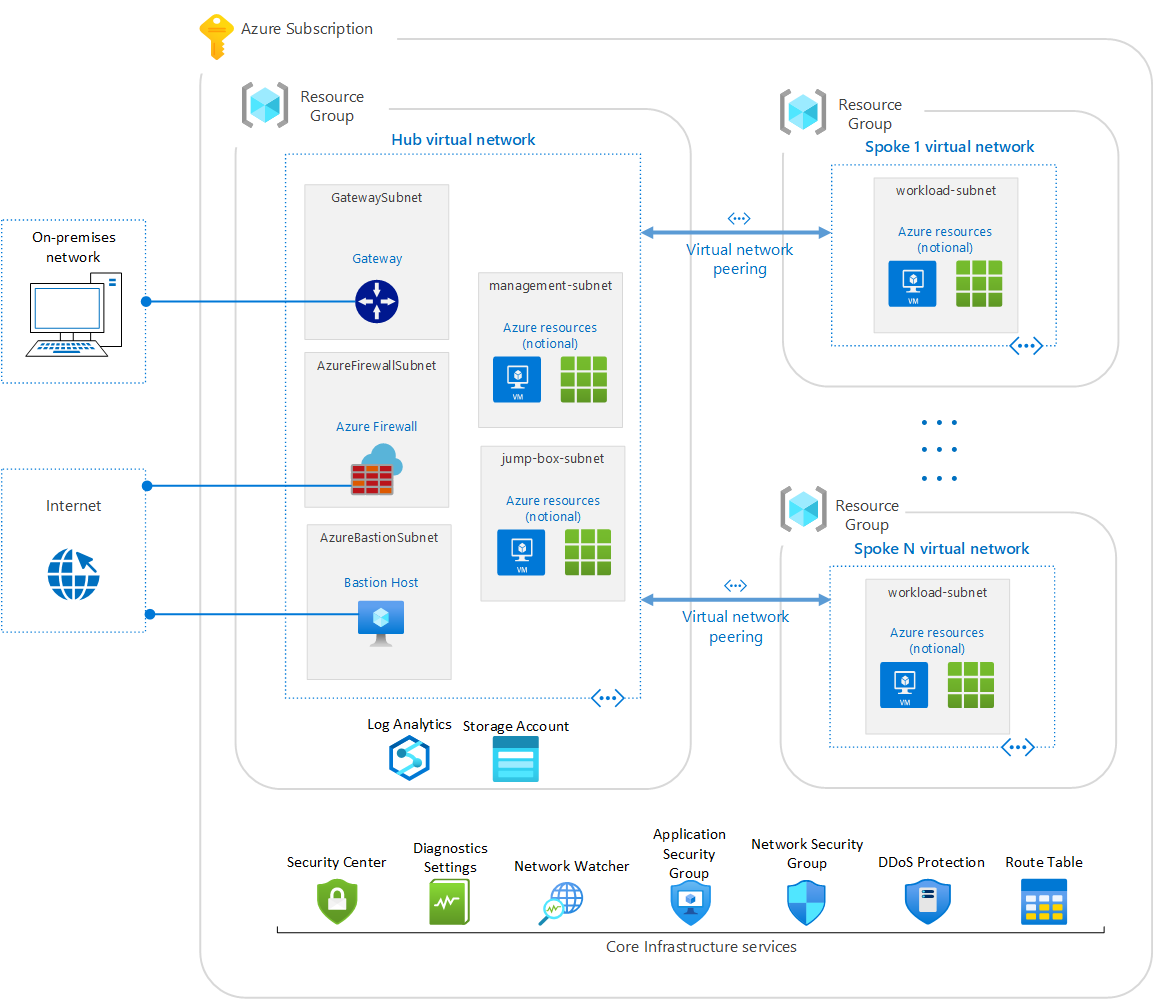 Azure Subscription
Resource
Group
Hub virtual network
GatewaySubnet
Gateway
On-premises
network
AzureFirewallSubnet
Azure Firewall
Internet
AzureBastionSubnet
Bastion Host
management-subnet
Azure resources
(notional)
VM
jump-box-subnet
Azure resources
(notional)
VM
Log Analytics
Storage Account
Virtual network
peering
Virtual network
peering
Resource
Group
Spoke 1 virtual network
workload-subnet
Azure resources
(notional)
VM
Resource
Group
Spoke N virtual network
workload-subnet
Azure resources
(notional)
VM
Security Center
Diagnostics
Settings
Network Watcher
Application
Security
Group
Network Security
Group
DDoS Protection
Route Table
Core Infrastructure services